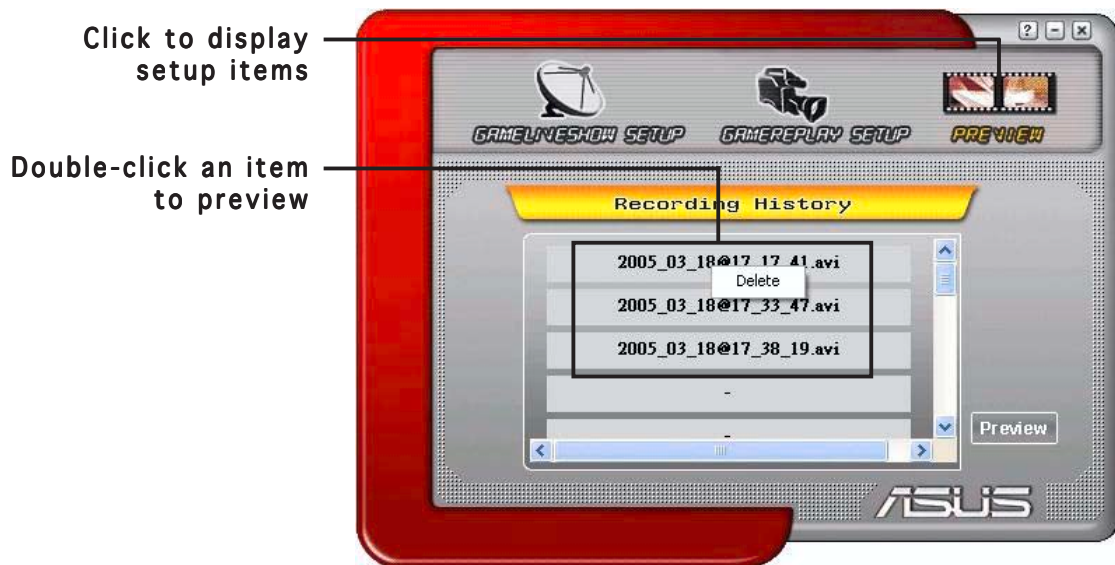 Click to display
setup items
Double-click an item
to preview
?
GAMELIVESHOW SETUP
GAMEREPLAY SETUP
PREVIEW
Recording History
2005_03_18@17_17_41.avi
Delete
2005_03_18@17_33_47.avi
2005_03_18@17_38_19.avi
-
-
Preview
ASUS